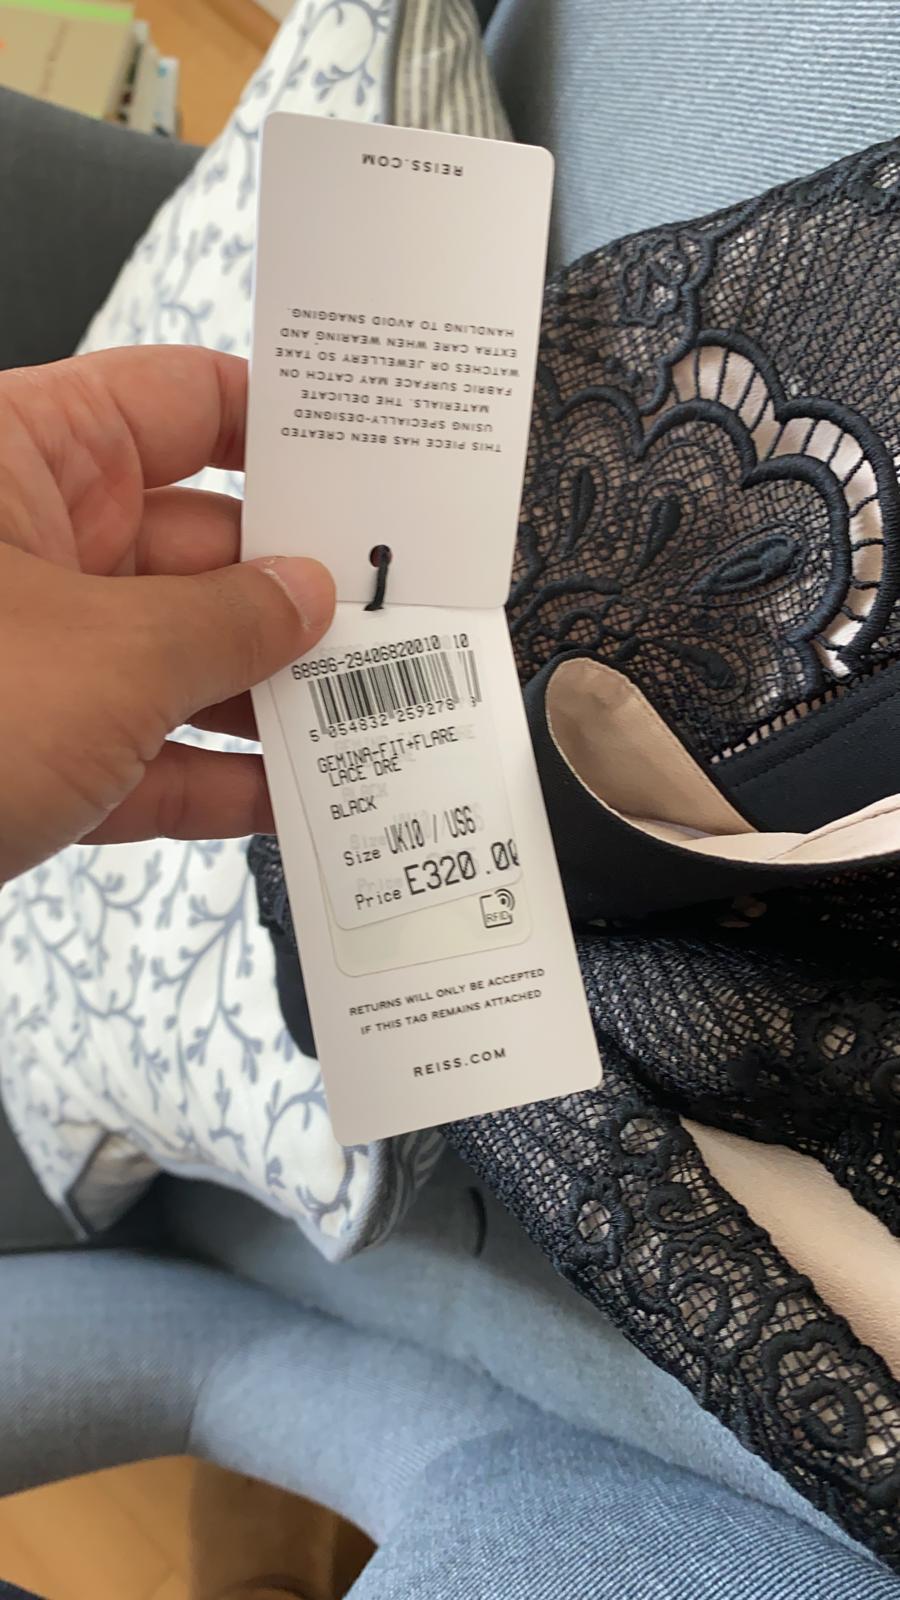 REISS.COM
THIS PIECE HAS BEEN CREATED
USING SPECIALLY-DESIGNED
MATERIALS. THE DELICATE
FABRIC SURFACE MAY CATCH ON
WATCHES OR JEWELLERY SO TAKE
EXTRA CARE WHEN WEARING AND
HANDLING TO AVOID SNAGGING.
68996-29406820010 10
5 054832 259276
GEMINA-FIT+FLARE
LACE DRE
BLACK
Size UK10 / US6
Price £320.00
RFID
RETURNS WILL ONLY BE ACCEPTED
IF THIS TAG REMAINS ATTACHED
REISS.COM